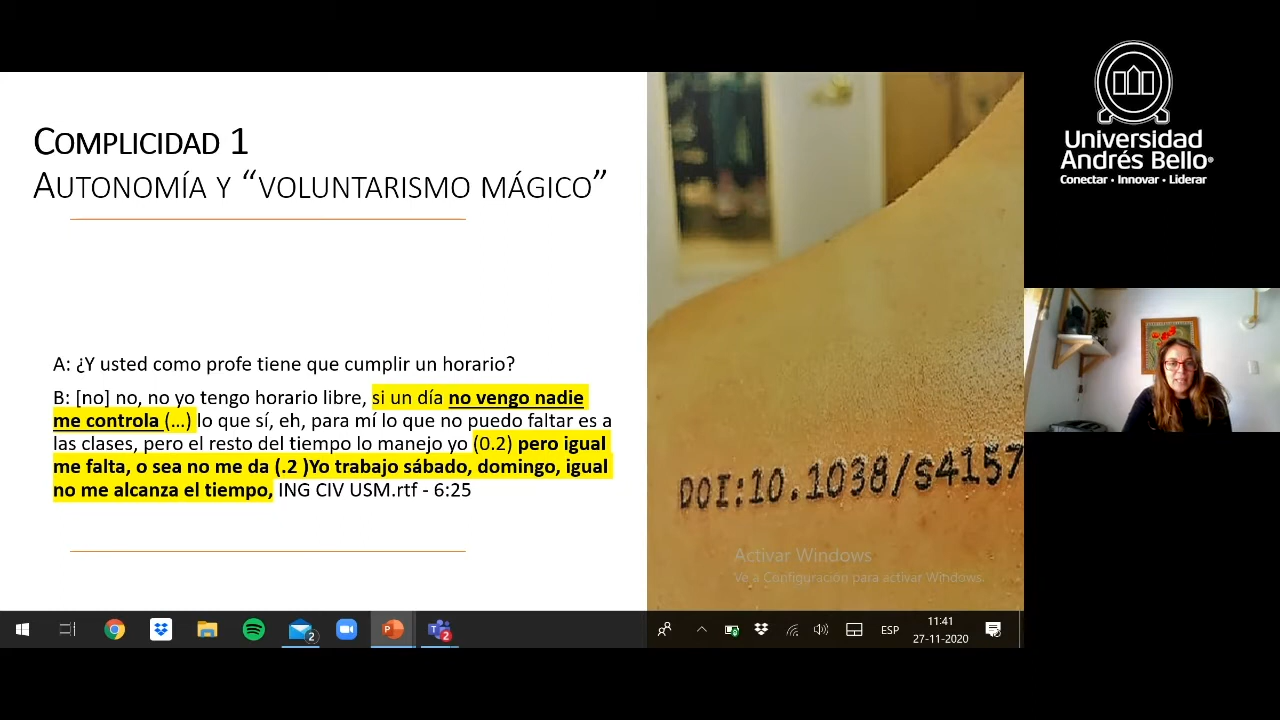 COMPLICIDAD 1
AUTONOMÍA Y “VOLUNTARISMO MÁGICO”
A: ¿Y usted como profe tiene que cumplir un horario?
B: [no] no, no yo tengo horario libre, si un día no vengo nadie
me controla (...) lo que sí, eh, para mí lo que no puedo faltar es a
las clases, pero el resto del tiempo lo manejo yo (0.2) pero igual
me falta, o sea no me da (.2 )Yo trabajo sábado, domingo, igual
no me alcanza el tiempo, ING CIV USM.rtf - 6:25
DOI:10.1038/s4157
Activar Windows
Ve a Configuración para activar Windows.
2
2
ESP
11:41
27-11-2020
Universidad
Andrés Bello®
Conectar · Innovar · Liderar